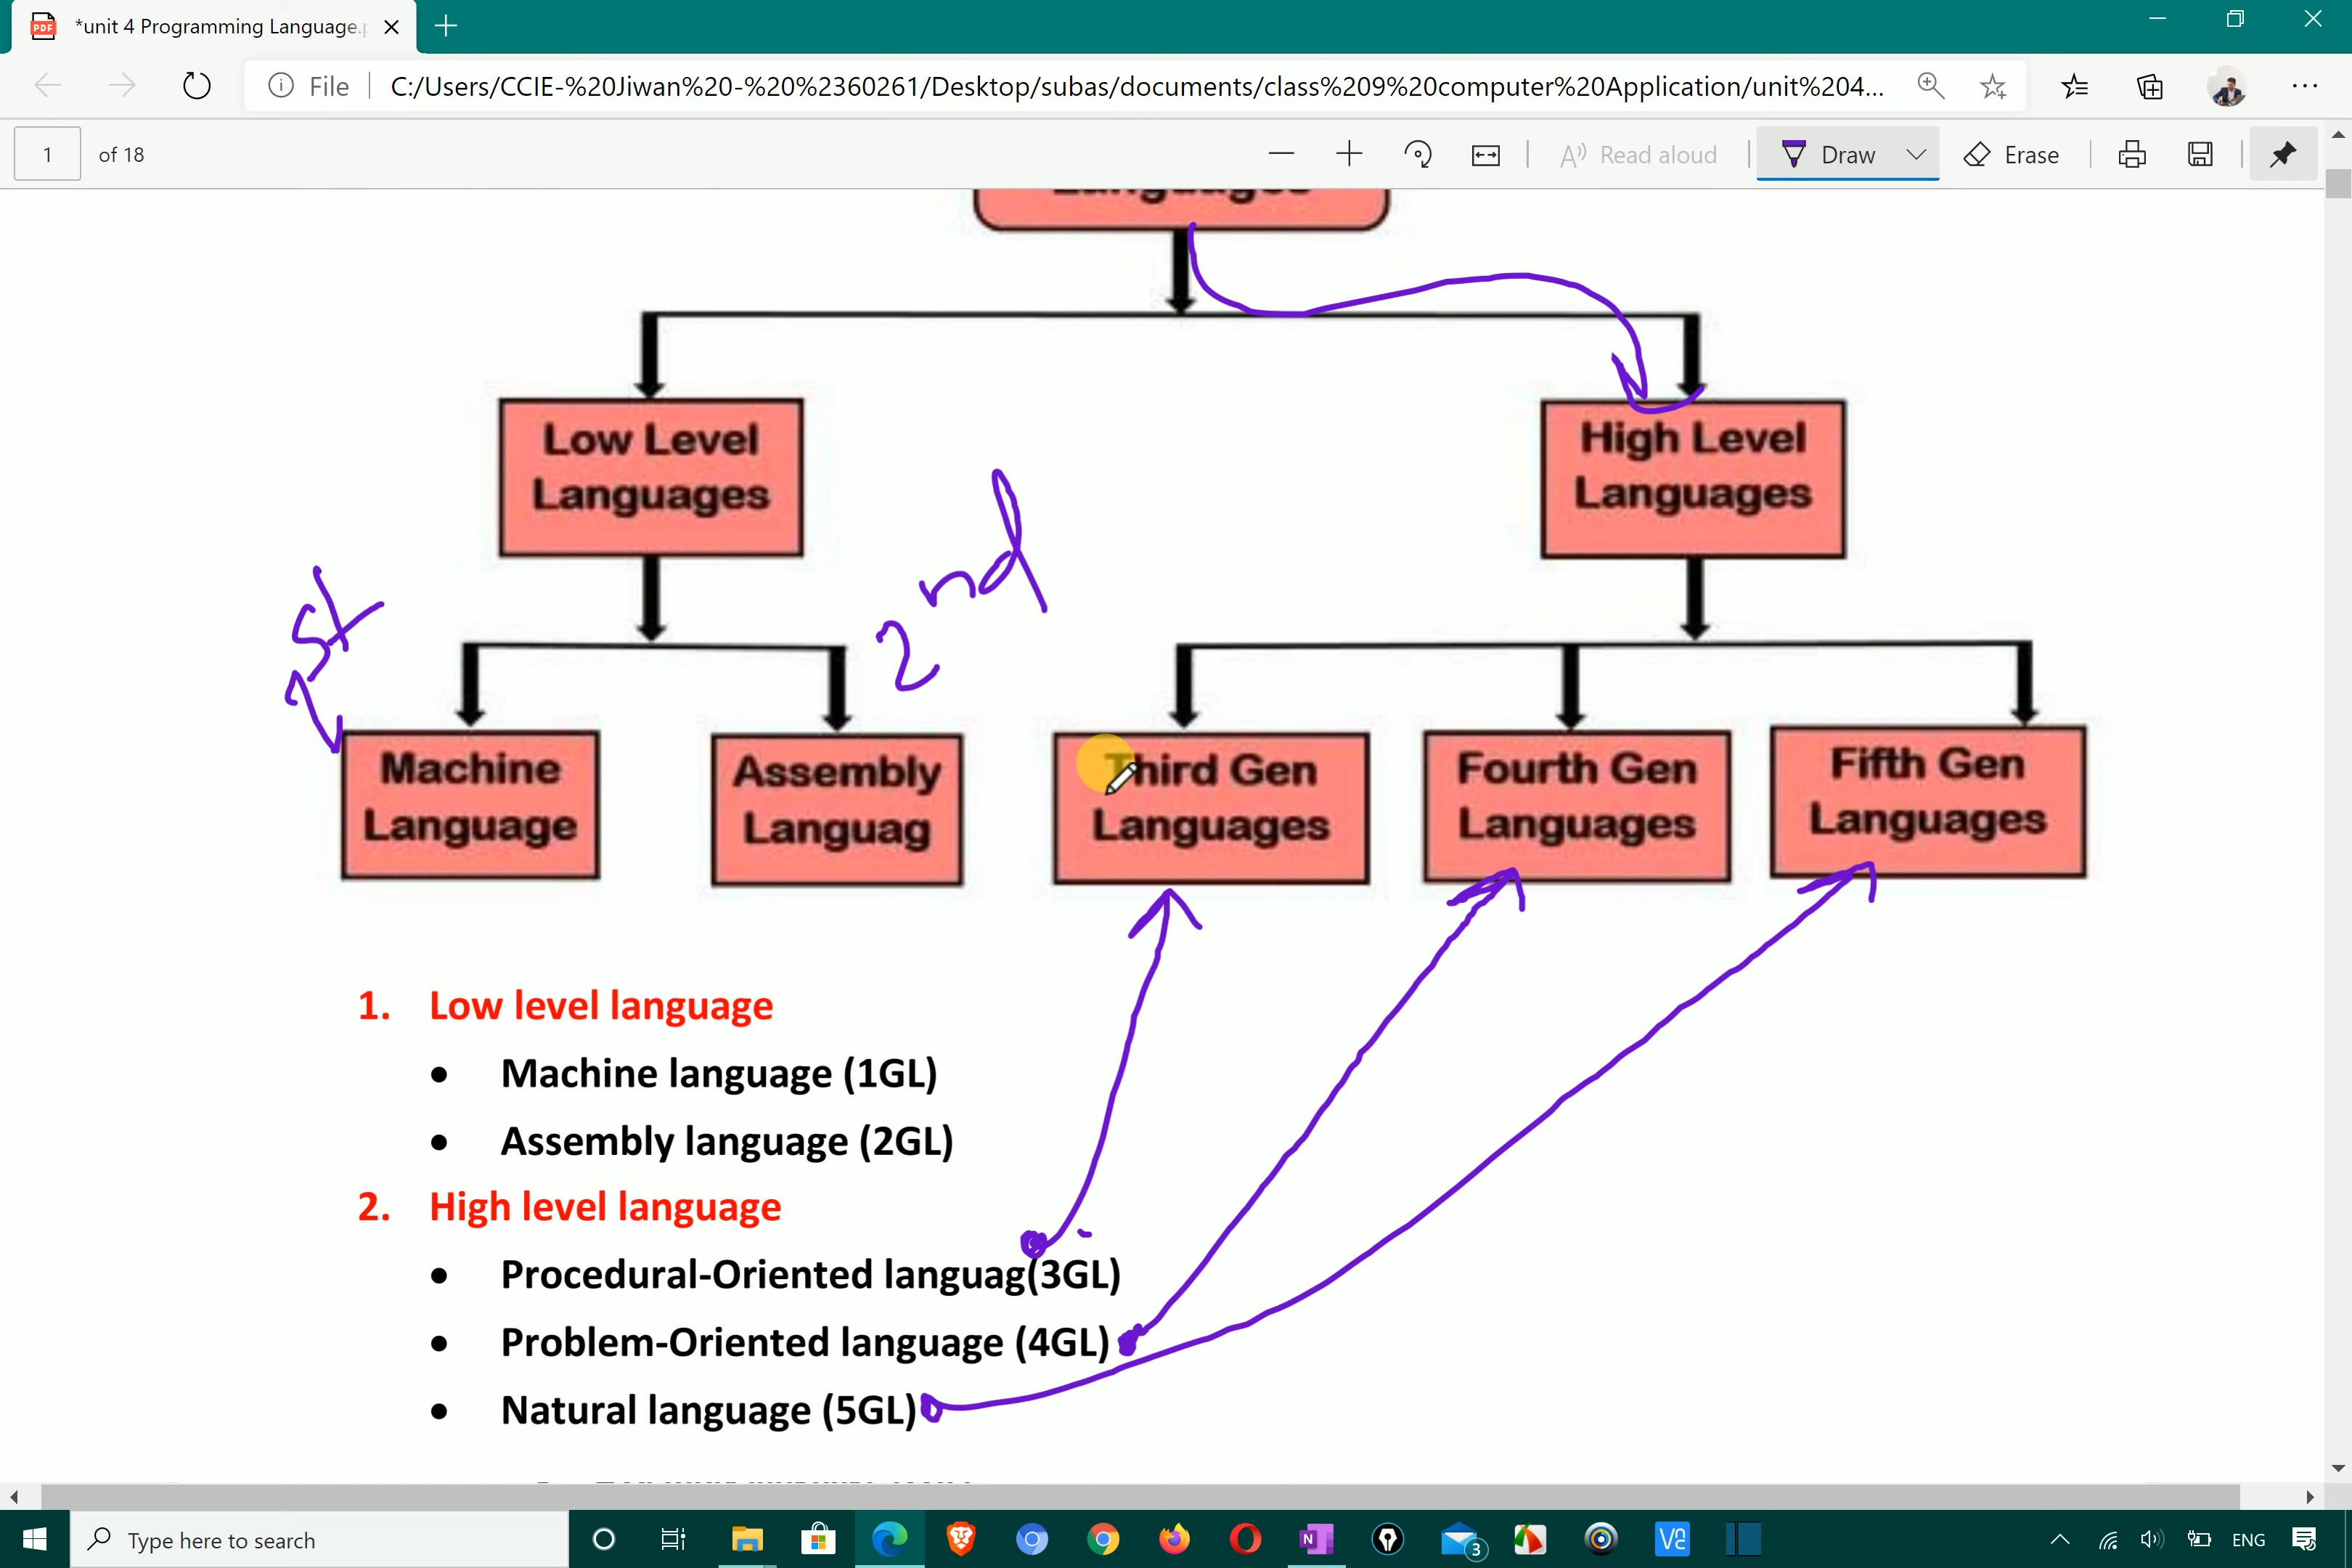 *unit 4 Programming Language.p
File
C:/Users/CCIE-%20Jiwan%20-%20%2360261/Desktop/subas/documents/class%209%20computer%20Application/unit%204...
1 of 18
Read aloud
Draw
Erase
Languages
Low Level
Languages
High Level
Languages
1st
2nd
Machine
Language
Assembly
Languag
Third Gen
Languages
Fourth Gen
Languages
Fifth Gen
Languages
1. Low level language
• Machine language (1GL)
• Assembly language (2GL)
2. High level language
• Procedural-Oriented languag(3GL)
• Problem-Oriented language (4GL)
• Natural language (5GL)
Type here to search
3
ENG